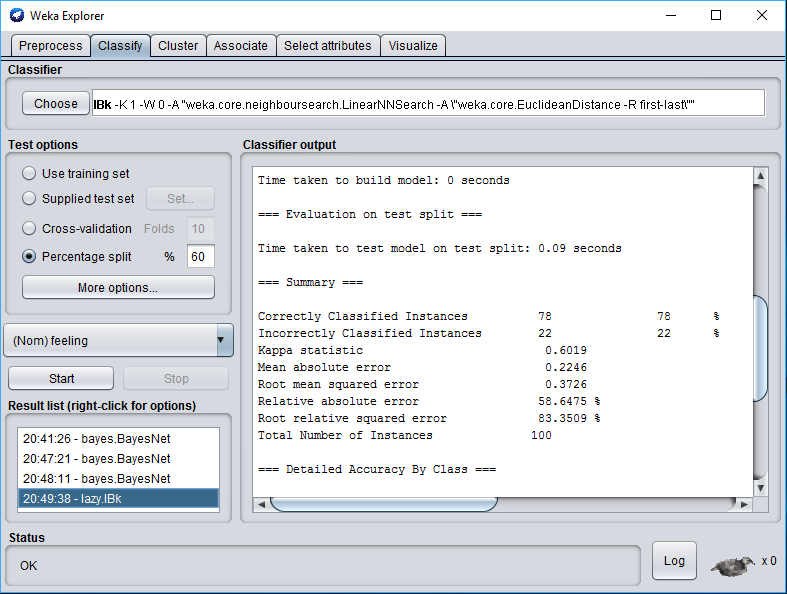 Weka Explorer
Preprocess Classify Cluster Associate Select attributes Visualize
Classifier
Choose IBk -K 1 -W 0 -A "weka.core.neighboursearch.LinearNNSearch -A \"weka.core.EuclideanDistance -R first-last\""
Test options
Use training set
Supplied test set Set...
Cross-validation Folds 10
Percentage split % 60
More options...
(Nom) feeling
Start Stop
Result list (right-click for options)
20:41:26 - bayes.BayesNet
20:47:21 - bayes.BayesNet
20:48:11 - bayes.BayesNet
20:49:38 - lazy.IBk
Classifier output
Time taken to build model: 0 seconds
=== Evaluation on test split ===
Time taken to test model on test split: 0.09 seconds
=== Summary ===
Correctly Classified Instances 78 78 %
Incorrectly Classified Instances 22 22 %
Kappa statistic 0.6019
Mean absolute error 0.2246
Root mean squared error 0.3726
Relative absolute error 58.6475 %
Root relative squared error 83.3509 %
Total Number of Instances 100
=== Detailed Accuracy By Class ===
Status
OK
Log
x 0